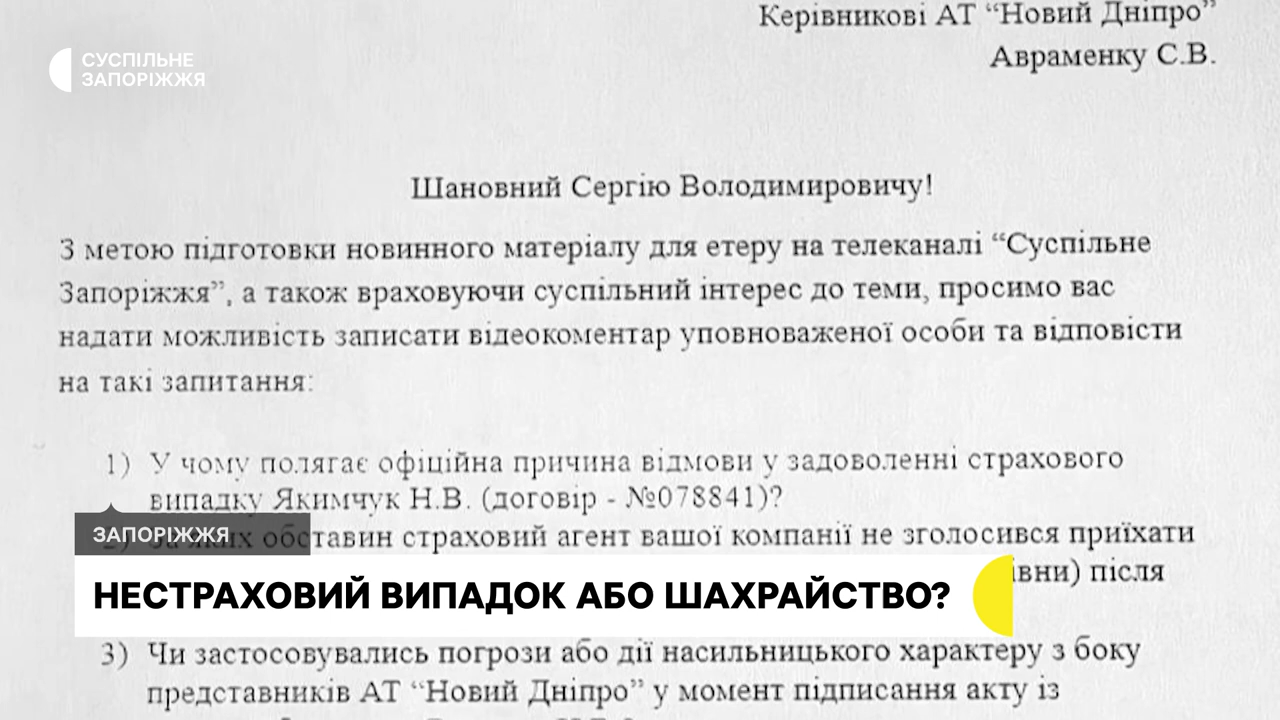 Керівникові АТ “Новий Дніпро”
Авраменку С.В.
СУСПІЛЬНЕ
ЗАПОРІЖЖЯ
Шановний Сергію Володимировичу!
З метою підготовки новинного матеріалу для етеру на телеканалі “Суспільне
Запоріжжя”, а також враховуючи суспільний інтерес до теми, просимо вас
надати можливість записати відеокоментар уповноваженої особи та відповісти
на такі запитання:
1) У чому полягає офіційна причина відмови у задоволенні страхового
випадку Якимчук Н.В. (договір - №078841)?
ЗАПОРІЖЖЯ
2) За яких обставин страховий агент вашої компанії не зголосився приїхати
івни) після
НЕСТРАХОВИЙ ВИПАДОК АБО ШАХРАЙСТВО?
3) Чи застосовувались погрози або дії насильницького характеру з боку
представників АТ “Новий Дніпро” у момент підписання акту із